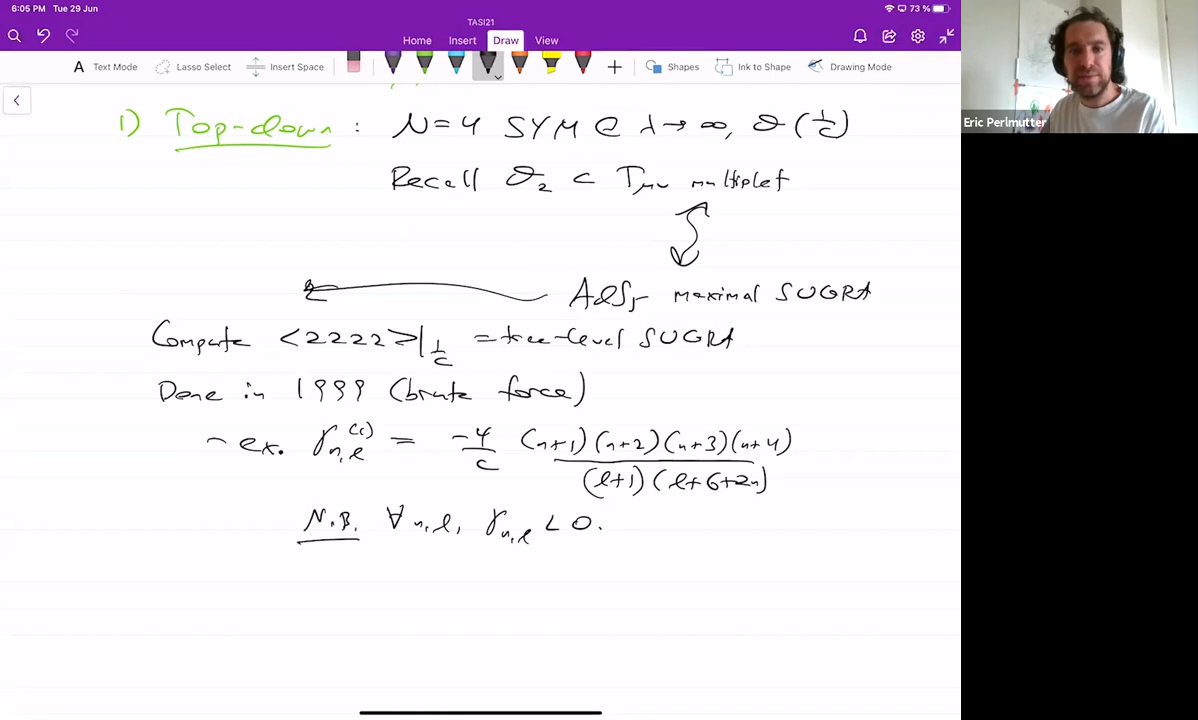 6:05 PM Tue 29 Jun
73 %
TASI21
Home Insert Draw View
Text Mode Lasso Select Insert Space Shapes Ink to Shape Drawing Mode
Eric Perlmutter
1) Top-down : N=4 SYM @ λ→∞, O(1/c)
Recall O₂ ⊂ Tμν multiplet
AdS₅ maximal SUGRA
Compute <2222>|1/c = tree-level SUGRA
Done in 1999 (brute force)
- ex. γn,ℓ^(c) = -4/c (n+1)(n+2)(n+3)(n+4)/(ℓ+1)(ℓ+6+2n)
N.B. ∀ n,ℓ, γn,ℓ < 0.